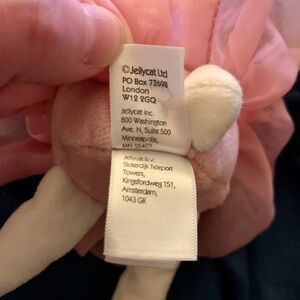 ©Jellycat Ltd
PO Box 73698
London
W12 2GQ
Jellycat Inc.
800 Washington
Ave. N, Suite 500
Minneapolis,
MN 55401
Jellycat B.V.
Sloterdijk Teleport
Towers,
Kingsfordweg 151,
Amsterdam,
1043 GR